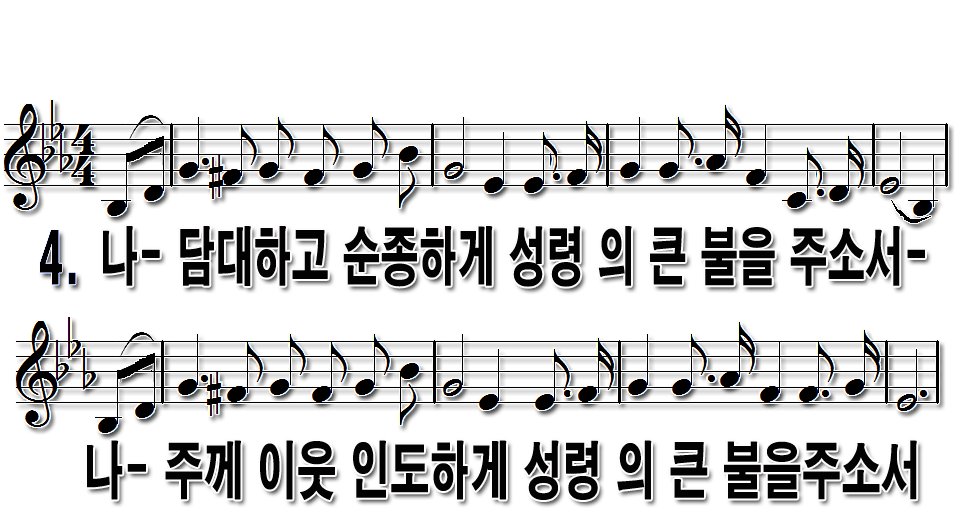 4. 나- 담대하고 순종하게 성령 의 큰 불을 주소서-
나- 주께 이웃 인도하게 성령 의 큰 불을주소서